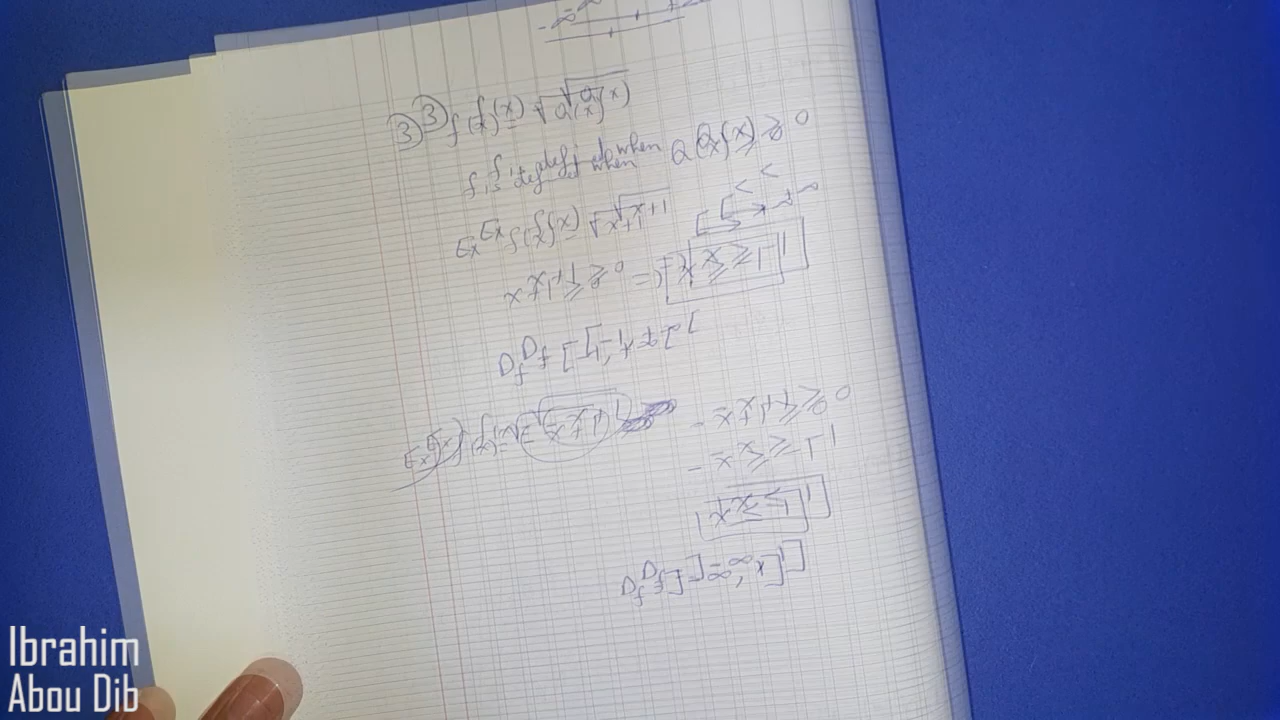 3) f(x) = √Q(x)
f is defined when Q(x) ≥ 0
Ex f(x) = √x+1
x+1 ≥ 0 ⇒ x ≥ -1
Df
Ex f(x) = √-x+1
-x+1 ≥ 0
-x ≥ -1
x ≤ 1
Df = ]-∞, 1]
Ibrahim
Abou Dib